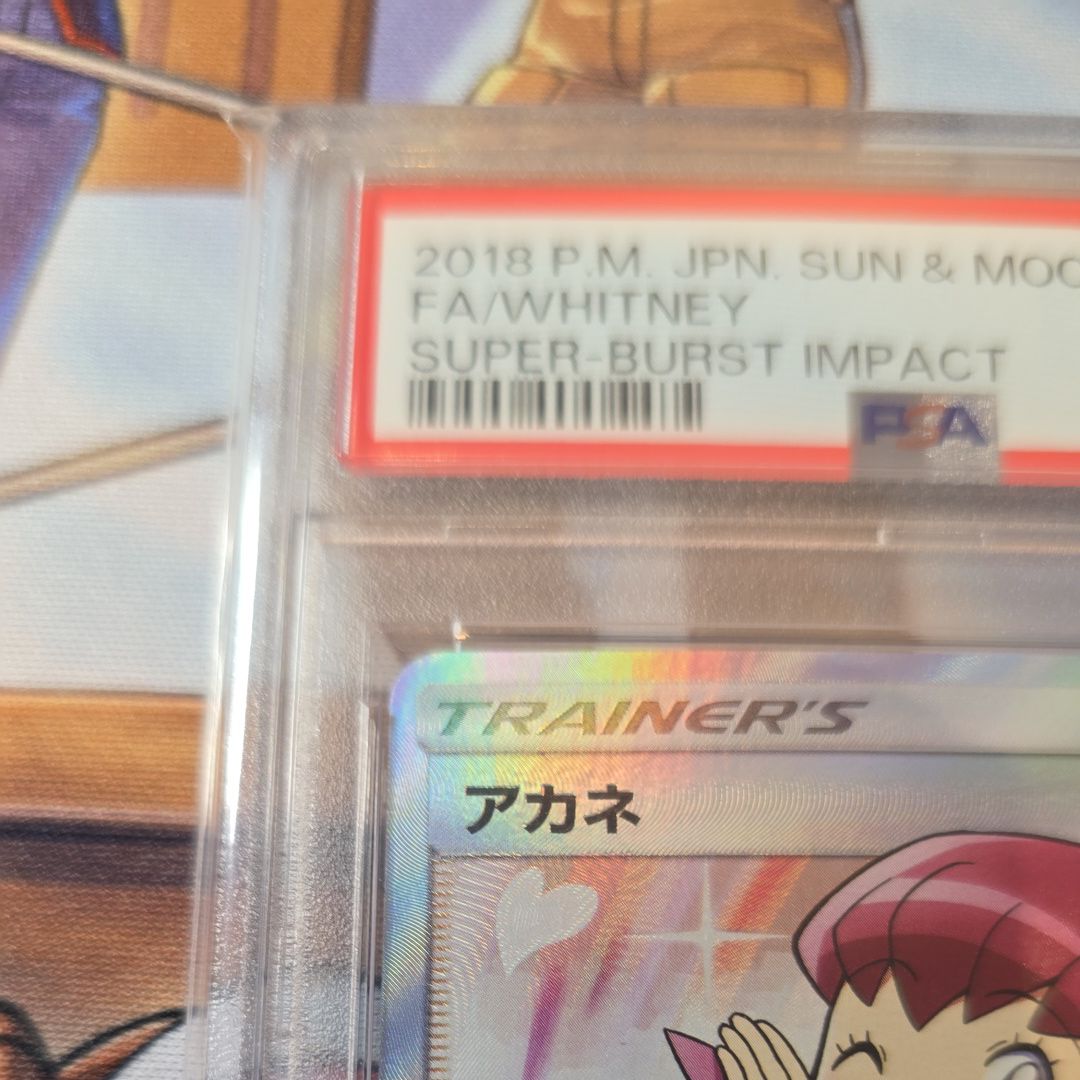 2018 P.M. JPN. SUN & MOO
FA/WHITNEY
SUPER-BURST IMPACT
PSA
TRAINER'S
アカネ